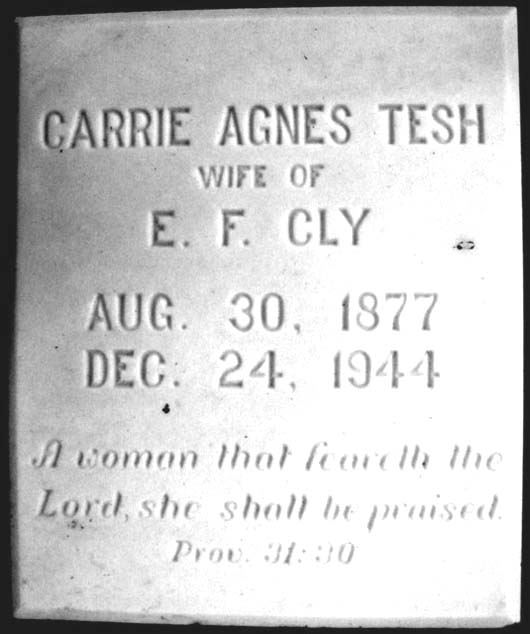 CARRIE AGNES TESH
WIFE OF
E. F. CLY
AUG. 30, 1877
DEC. 24, 1944
A woman that feareth the
Lord, she shall be praised.
Prov. 31:30